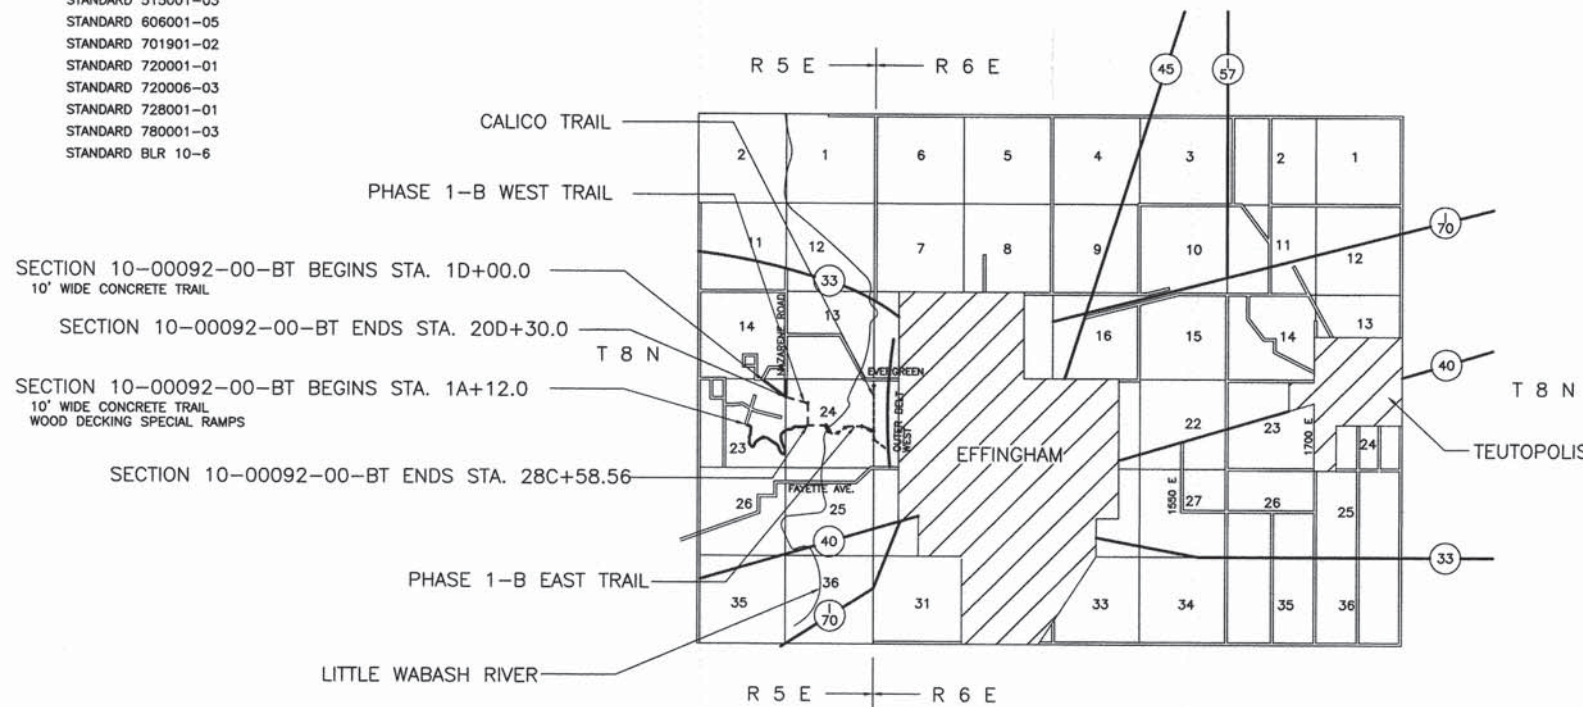 STANDARD 515001-03
STANDARD 606001-05
STANDARD 701901-02
STANDARD 720001-01
STANDARD 720006-03
STANDARD 728001-01
STANDARD 780001-03
STANDARD BLR 10-6
R 5 E R 6 E
45
I 57
CALICO TRAIL
2 1 6 5 4 3 2 1
PHASE 1-B WEST TRAIL
I 70
11 12 7 8 9 10 11 12
SECTION 10-00092-00-BT BEGINS STA. 1D+00.0
10' WIDE CONCRETE TRAIL
33
SECTION 10-00092-00-BT ENDS STA. 20D+30.0
14 NAZARENE ROAD 13 16 15 14 13
T 8 N
EVERGREEN
40
SECTION 10-00092-00-BT BEGINS STA. 1A+12.0
10' WIDE CONCRETE TRAIL
WOOD DECKING SPECIAL RAMPS
T 8 N
23 24 OUTER BELT WEST 22 23 1700 E 24
EFFINGHAM
TEUTOPOLIS
SECTION 10-00092-00-BT ENDS STA. 28C+58.56
FAYETTE AVE.
26 25 1550 E 27 26 25
40
33
PHASE 1-B EAST TRAIL
35 36 31 33 34 35 36
I 70
LITTLE WABASH RIVER
R 5 E R 6 E